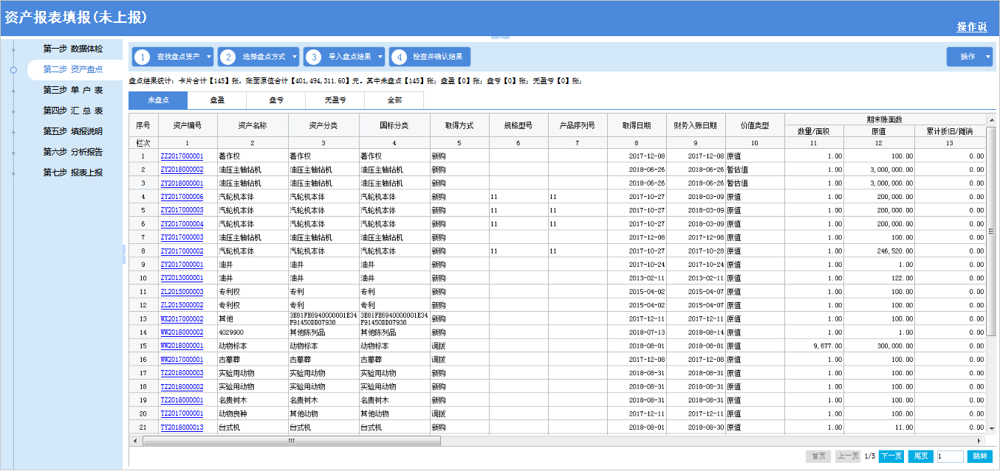 资产报表填报(未上报)
操作说
第一步 数据体检
第二步 资产盘点
第三步 单 户 表
第四步 汇 总 表
第五步 填报说明
第六步 分析报告
第七步 报表上报
1 查找盘点资产 2 选择盘点方式 3 导入盘点结果 4 检查并确认结果 操作
盘点结果统计: 卡片合计【145】张, 账面原值合计【401,494,311.60】元。其中未盘点【145】张; 盘盈【0】张; 盘亏【0】张; 无盈亏【0】张;
未盘点 盘盈 盘亏 无盈亏 全部
序号 资产编号 资产名称 资产分类 国标分类 取得方式 规格型号 产品序列号 取得日期 财务入账日期 价值类型 期末账面数
数量/面积 原值 累计折旧/摊销
栏次 1 2 3 4 5 6 7 8 9 10 11 12 13
1 ZZ2017000001 著作权 著作权 著作权 新购 2017-12-08 2017-12-08 原值 1.00 100.00 0.00
2 ZY2018000002 油压主轴钻机 油压主轴钻机 油压主轴钻机 新购 2018-06-26 2018-06-26 暂估值 1.00 3,000,000.00 0.00
3 ZY2018000001 油压主轴钻机 油压主轴钻机 油压主轴钻机 新购 2018-06-26 2018-06-26 暂估值 1.00 3,000,000.00 0.00
4 ZY2017000006 汽轮机本体 汽轮机本体 汽轮机本体 新购 11 11 2017-10-27 2018-03-09 原值 1.00 200,000.00 0.00
5 ZY2017000005 汽轮机本体 汽轮机本体 汽轮机本体 新购 11 11 2017-10-27 2018-03-09 原值 1.00 200,000.00 0.00
6 ZY2017000004 汽轮机本体 汽轮机本体 汽轮机本体 新购 11 11 2017-10-27 2018-03-09 原值 1.00 200,000.00 0.00
7 ZY2017000003 油压主轴钻机 油压主轴钻机 油压主轴钻机 新购 2017-12-08 2017-12-08 原值 1.00 100.00 0.00
8 ZY2017000002 汽轮机本体 汽轮机本体 汽轮机本体 新购 11 11 2017-10-27 2017-10-28 原值 1.00 246,520.00 0.00
9 ZY2017000001 油井 油井 油井 新购 2017-10-24 2017-10-24 原值 1.00 1.00 0.00
10 ZY2013000001 油井 油井 油井 新购 2013-02-11 2013-02-11 原值 1.00 122.00 0.00
11 ZL2015000003 专利权 专利 专利 新购 2015-04-02 2015-04-07 原值 1.00 100.00 0.00
12 ZL2015000002 专利权 专利 专利 新购 2015-04-02 2015-04-07 原值 1.00 100.00 0.00
13 WX2017000002 其他 3E81FE6940000001E34F91450DD07938 3E81FE6940000001E34F91450DD07938 新购 2017-12-11 2017-12-11 原值 1.00 100.00 0.00
14 WW2018000002 4029900 其他陈列品 其他陈列品 新购 2018-07-13 2018-08-14 原值 1.00 1.00 0.00
15 WW2018000001 动物标本 动物标本 动物标本 调拨 2018-08-01 2018-08-01 原值 9,677.00 300,000.00 0.00
16 WW2017000001 古墓葬 古墓葬 古墓葬 调拨 2017-12-08 2017-12-08 原值 1.00 100.00 0.00
17 TZ2018000003 实验用动物 实验用动物 实验用动物 新购 2018-08-31 2018-08-31 原值 1.00 100.00 0.00
18 TZ2018000002 实验用动物 实验用动物 实验用动物 新购 2018-08-31 2018-08-31 原值 1.00 100.00 0.00
19 TZ2018000001 名贵树木 名贵树木 名贵树木 新购 2018-08-31 2018-08-31 原值 1.00 100.00 0.00
20 TZ2017000001 动物良种 其他动物 其他动物 调拨 2017-12-11 2017-12-11 原值 1.00 100.00 0.00
21 TY2018000013 台式机 台式机 台式机 新购 2018-08-01 2018-08-30 原值 1.00 11.00 0.00
首页 上一页 1/5 下一页 尾页 1 跳转